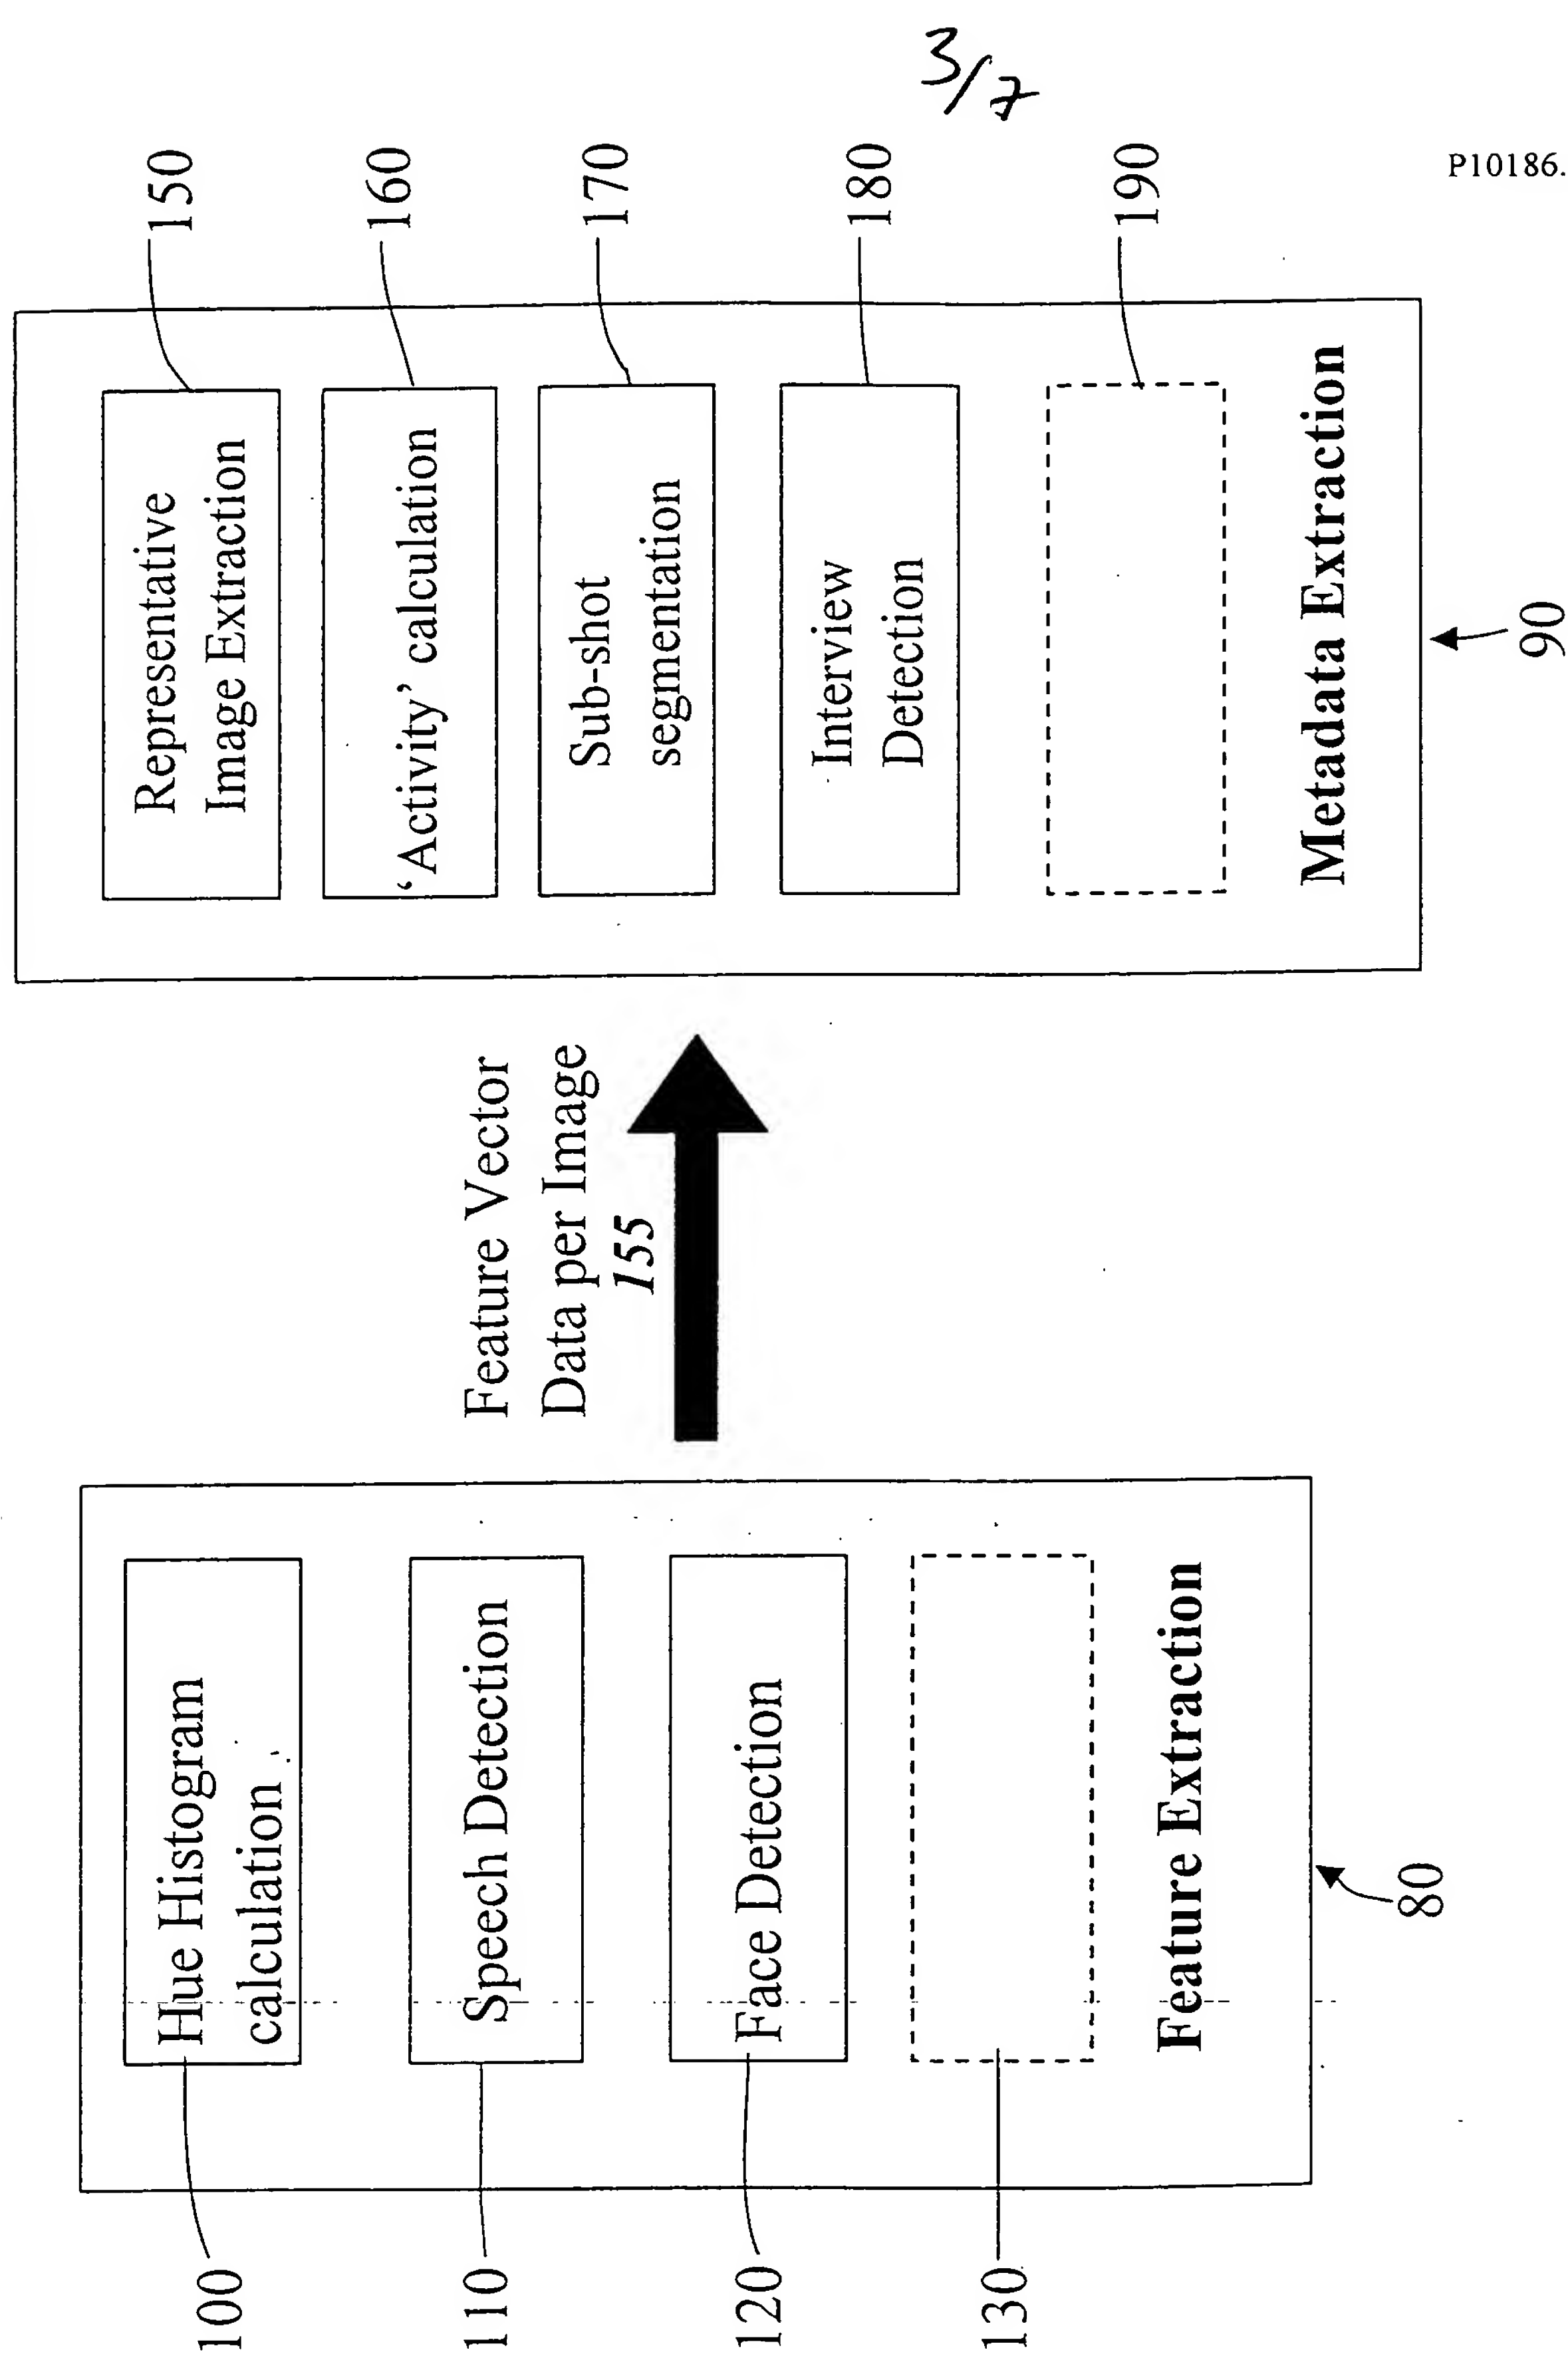 3/7
P10186.
100
Hue Histogram
calculation
110
Speech Detection
120
Face Detection
130
Feature Extraction
80
Feature Vector
Data per Image
155
150
Representative
Image Extraction
160
‘Activity’ calculation
170
Sub-shot
segmentation
180
Interview
Detection
190
Metadata Extraction
90